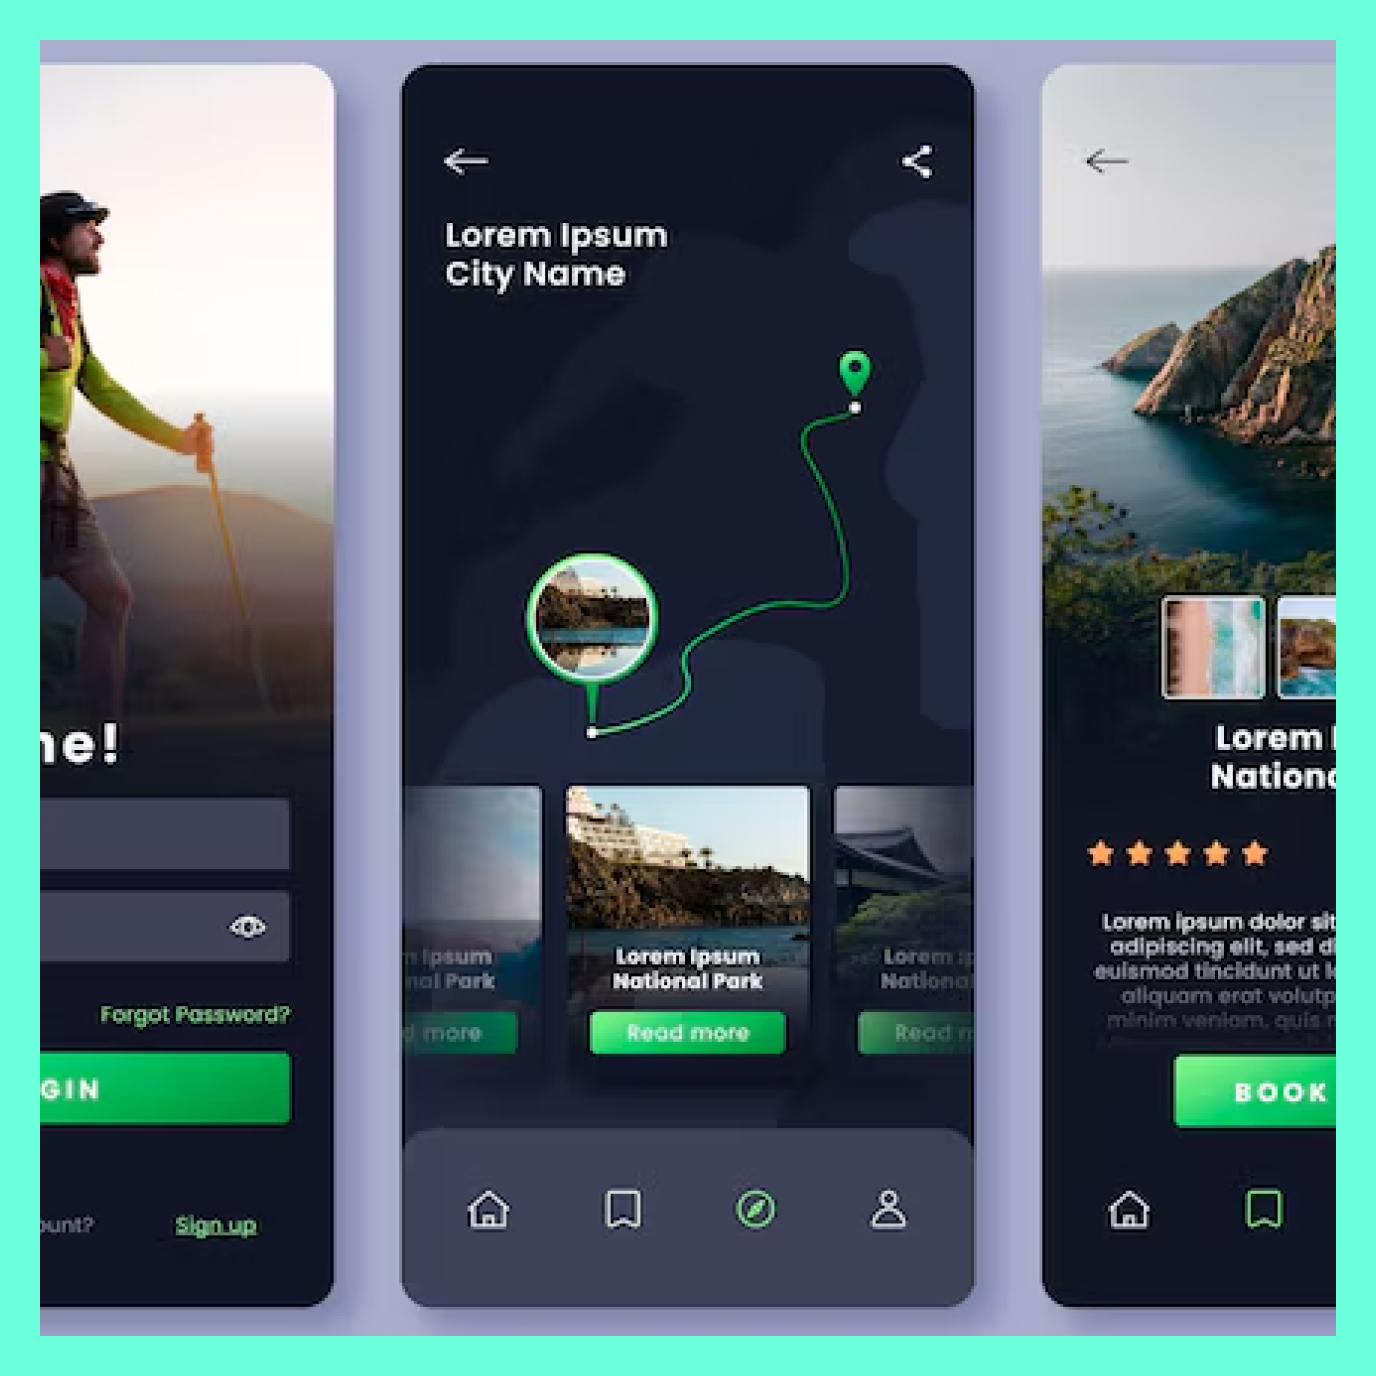 ne!
Forgot Password?
GIN
ount?
Sign up
Lorem Ipsum
City Name
Ipsum
nal Park
d more
Lorem Ipsum
National Park
Read more
Lorem Ip
National
Read m
Lorem
Nationa
Lorem ipsum dolor sit
adipiscing elit, sed di
euismod tincidunt ut
aliquam erat volutp
minim veniam, quis
BOOK